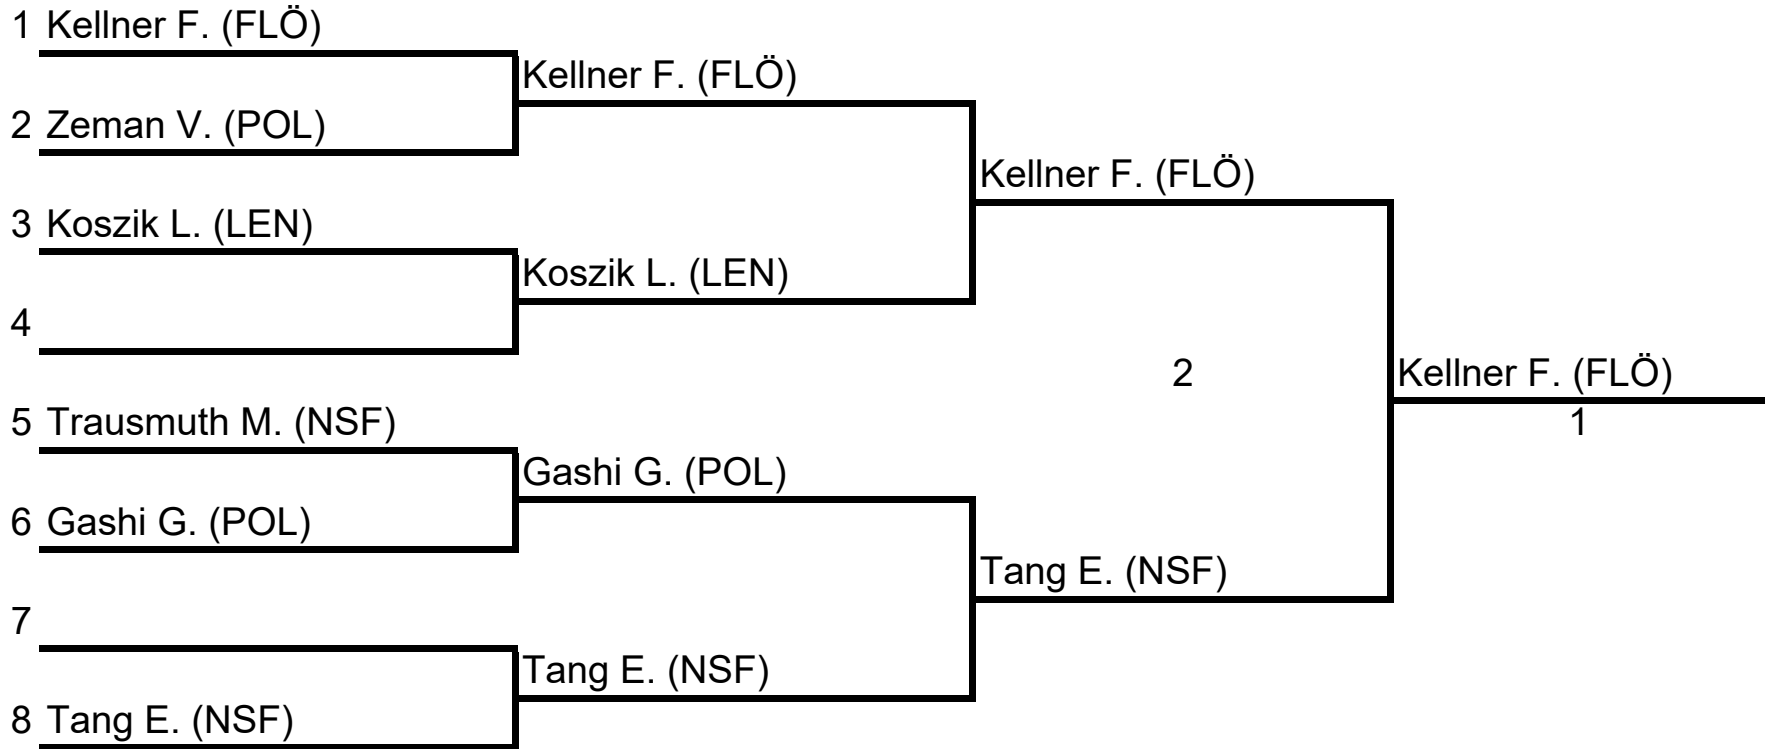 1 Kellner F. (FLÖ)
Kellner F. (FLÖ)
2 Zeman V. (POL)
Kellner F. (FLÖ)
3 Koszik L. (LEN)
Koszik L. (LEN)
4
2
Kellner F. (FLÖ)
1
5 Trausmuth M. (NSF)
Gashi G. (POL)
6 Gashi G. (POL)
Tang E. (NSF)
7
Tang E. (NSF)
8 Tang E. (NSF)